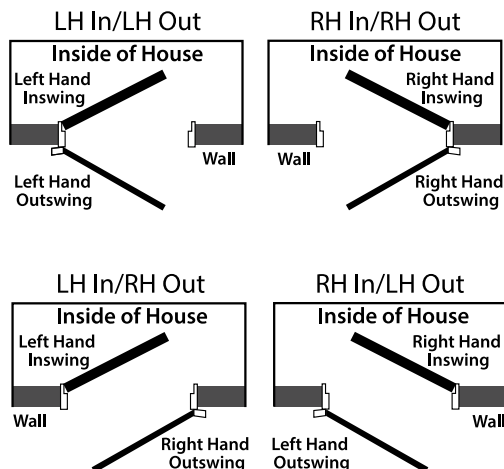 LH In/LH Out
Inside of House
Left Hand
Inswing
Wall
Left Hand
Outswing
RH In/RH Out
Inside of House
Right Hand
Inswing
Wall
Right Hand
Outswing
LH In/RH Out
Inside of House
Left Hand
Inswing
Wall
Right Hand
Outswing
RH In/LH Out
Inside of House
Right Hand
Inswing
Wall
Left Hand
Outswing